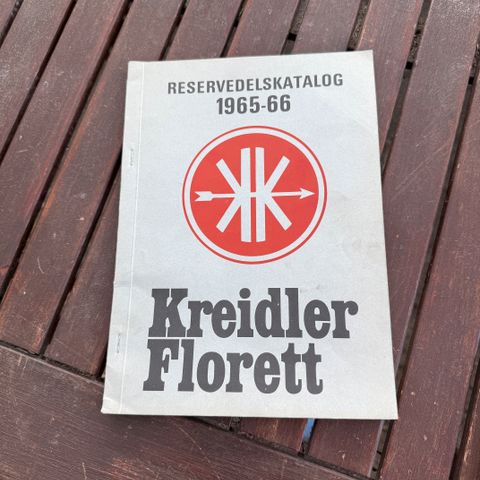 RESERVEDELSKATALOG
1965-66
Kreidler
Florett